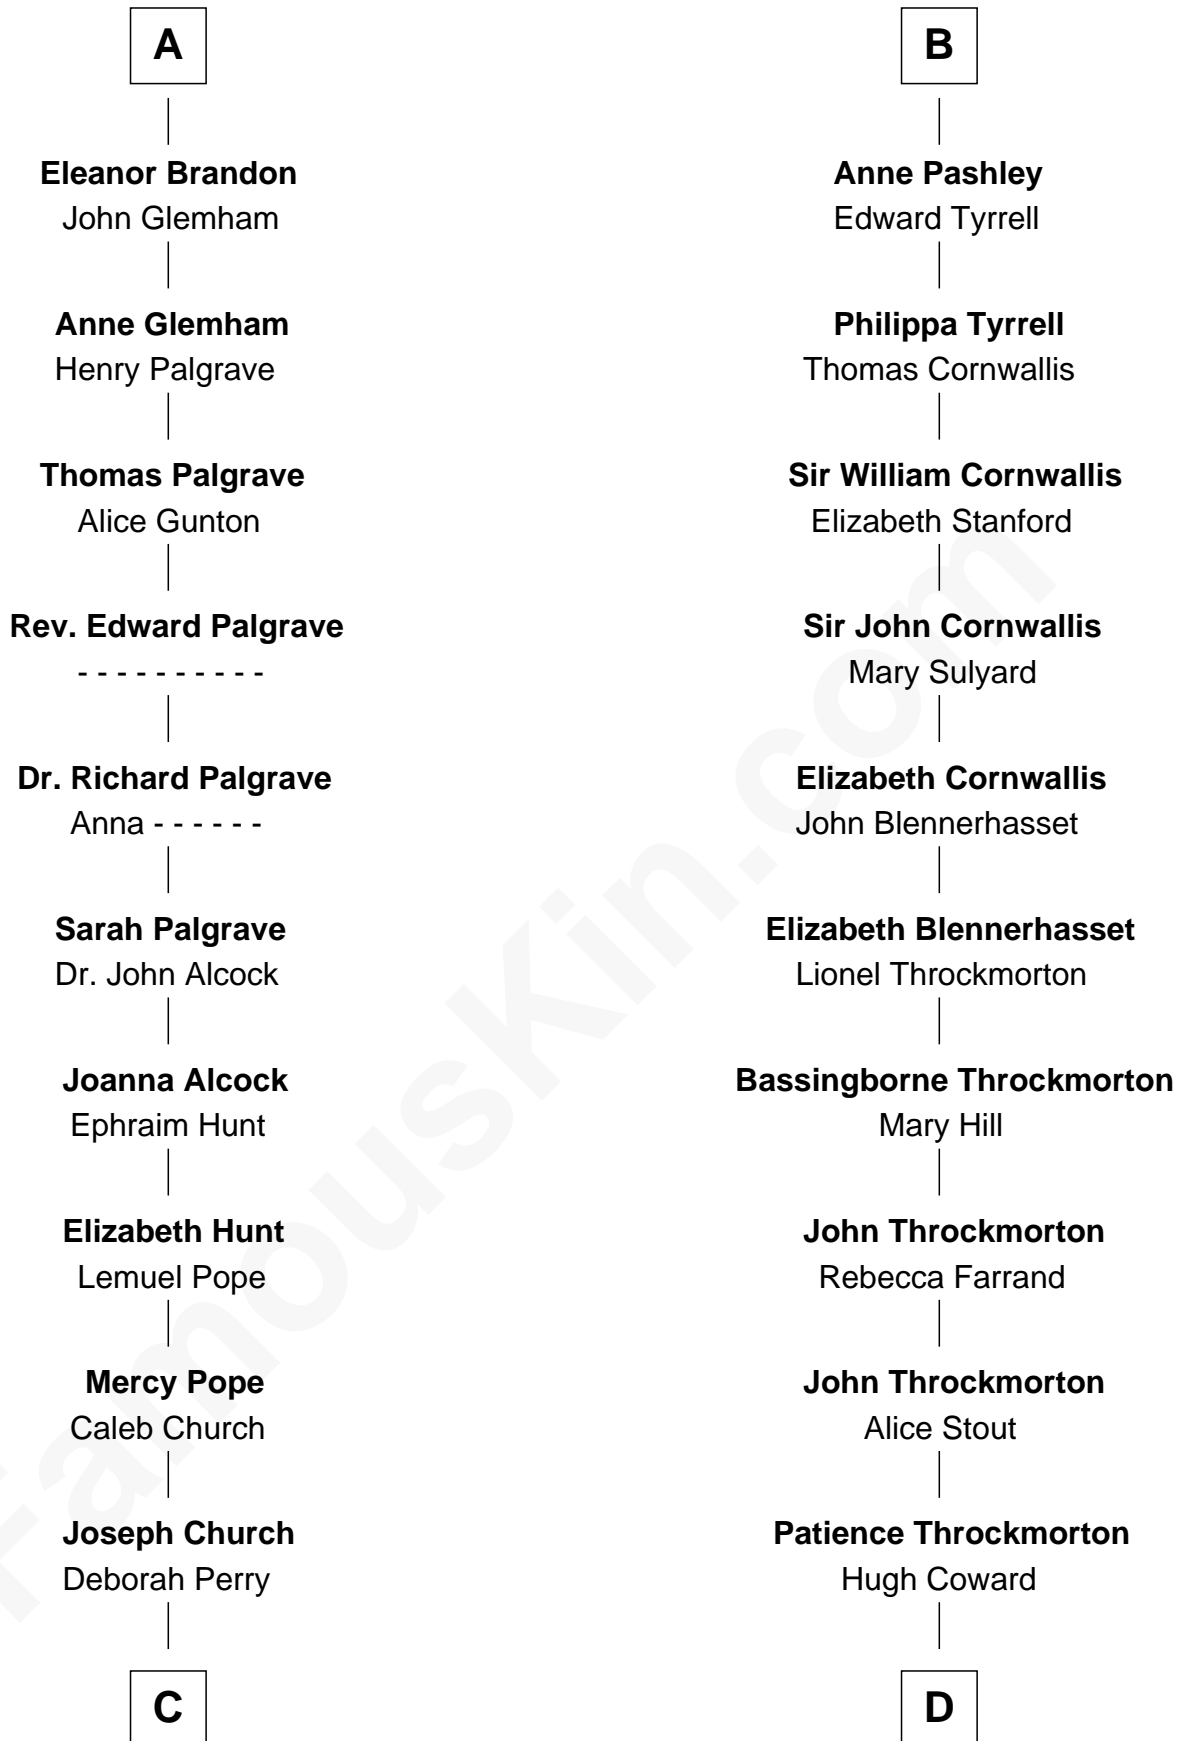 A
Eleanor Brandon
John Glemham
Anne Glemham
Henry Palgrave
Thomas Palgrave
Alice Gunton
Rev. Edward Palgrave
- - - - - - - - - -
Dr. Richard Palgrave
Anna - - - - - -
Sarah Palgrave
Dr. John Alcock
Joanna Alcock
Ephraim Hunt
Elizabeth Hunt
Lemuel Pope
Mercy Pope
Caleb Church
Joseph Church
Deborah Perry
C
B
Anne Pashley
Edward Tyrrell
Philippa Tyrrell
Thomas Cornwallis
Sir William Cornwallis
Elizabeth Stanford
Sir John Cornwallis
Mary Sulyard
Elizabeth Cornwallis
John Blennerhasset
Elizabeth Blennerhasset
Lionel Throckmorton
Bassingborne Throckmorton
Mary Hill
John Throckmorton
Rebecca Farrand
John Throckmorton
Alice Stout
Patience Throckmorton
Hugh Coward
D
FamousKin.com